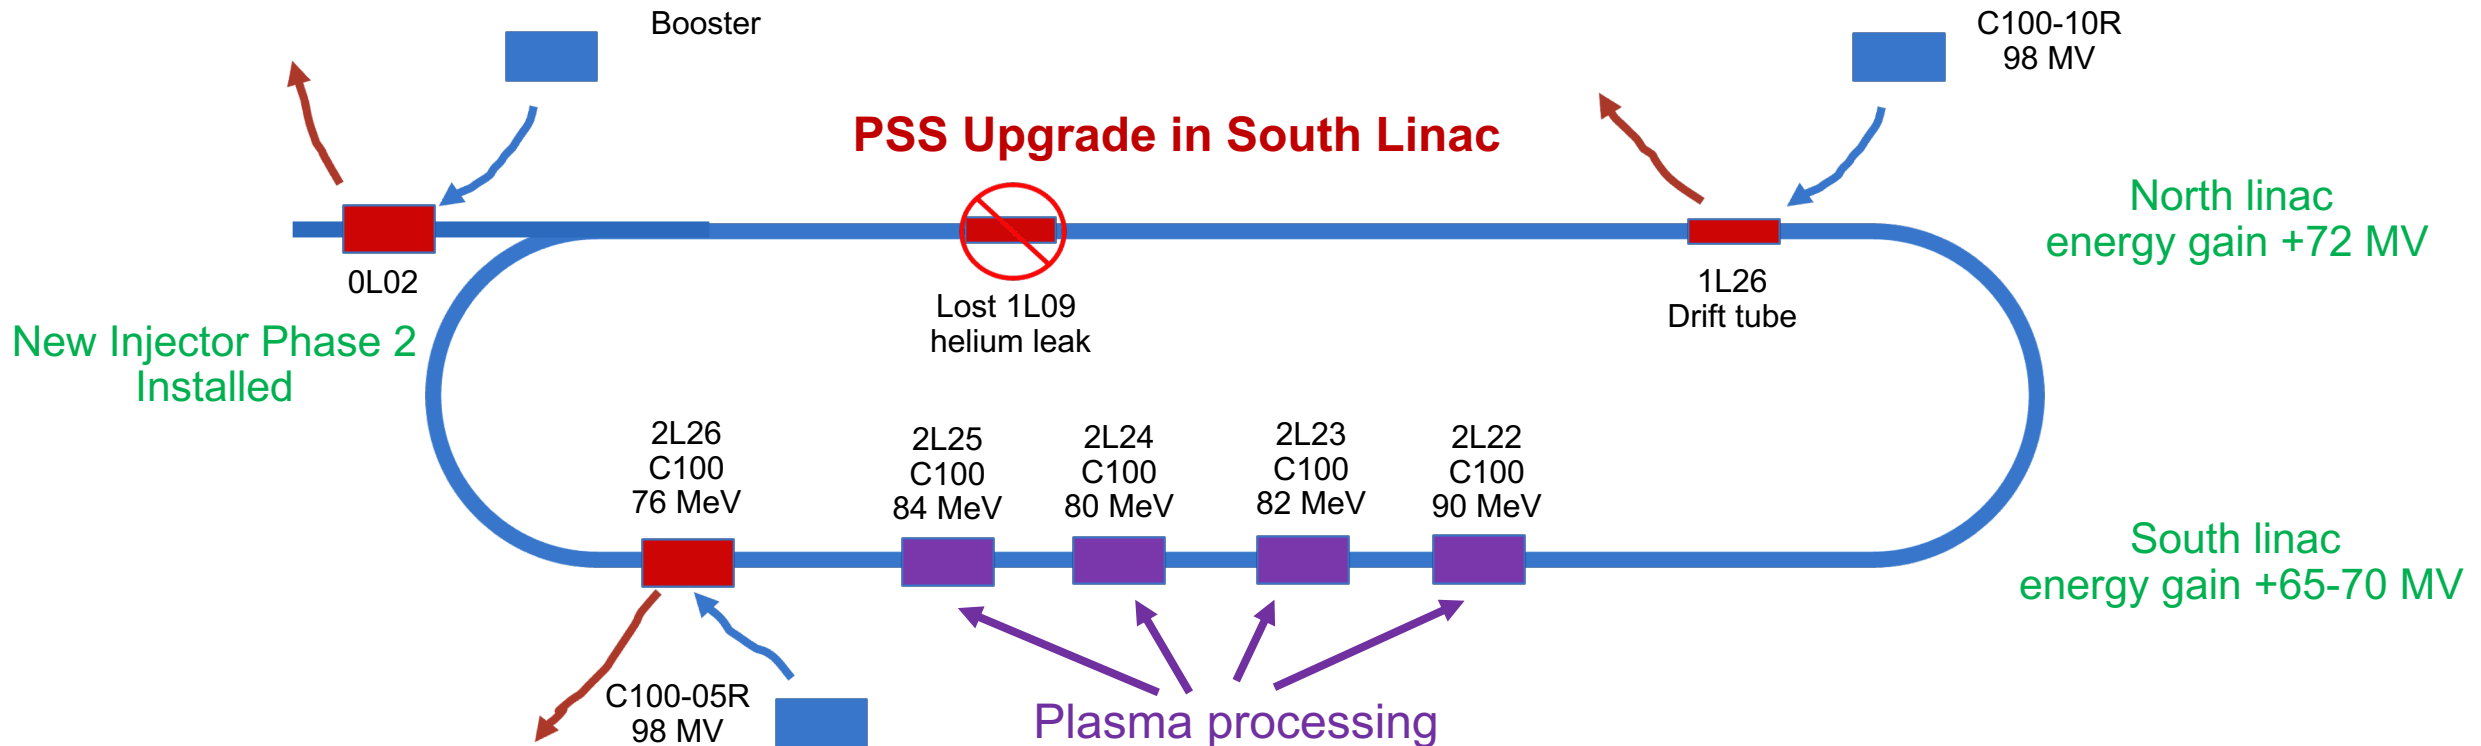 Booster
C100-10R
98 MV
PSS Upgrade in South Linac
North linac
energy gain +72 MV
0L02
Lost 1L09
helium leak
1L26
Drift tube
New Injector Phase 2
Installed
2L26
C100
76 MeV
2L25
C100
84 MeV
2L24
C100
80 MeV
2L23
C100
82 MeV
2L22
C100
90 MeV
South linac
energy gain +65-70 MV
C100-05R
98 MV
Plasma processing